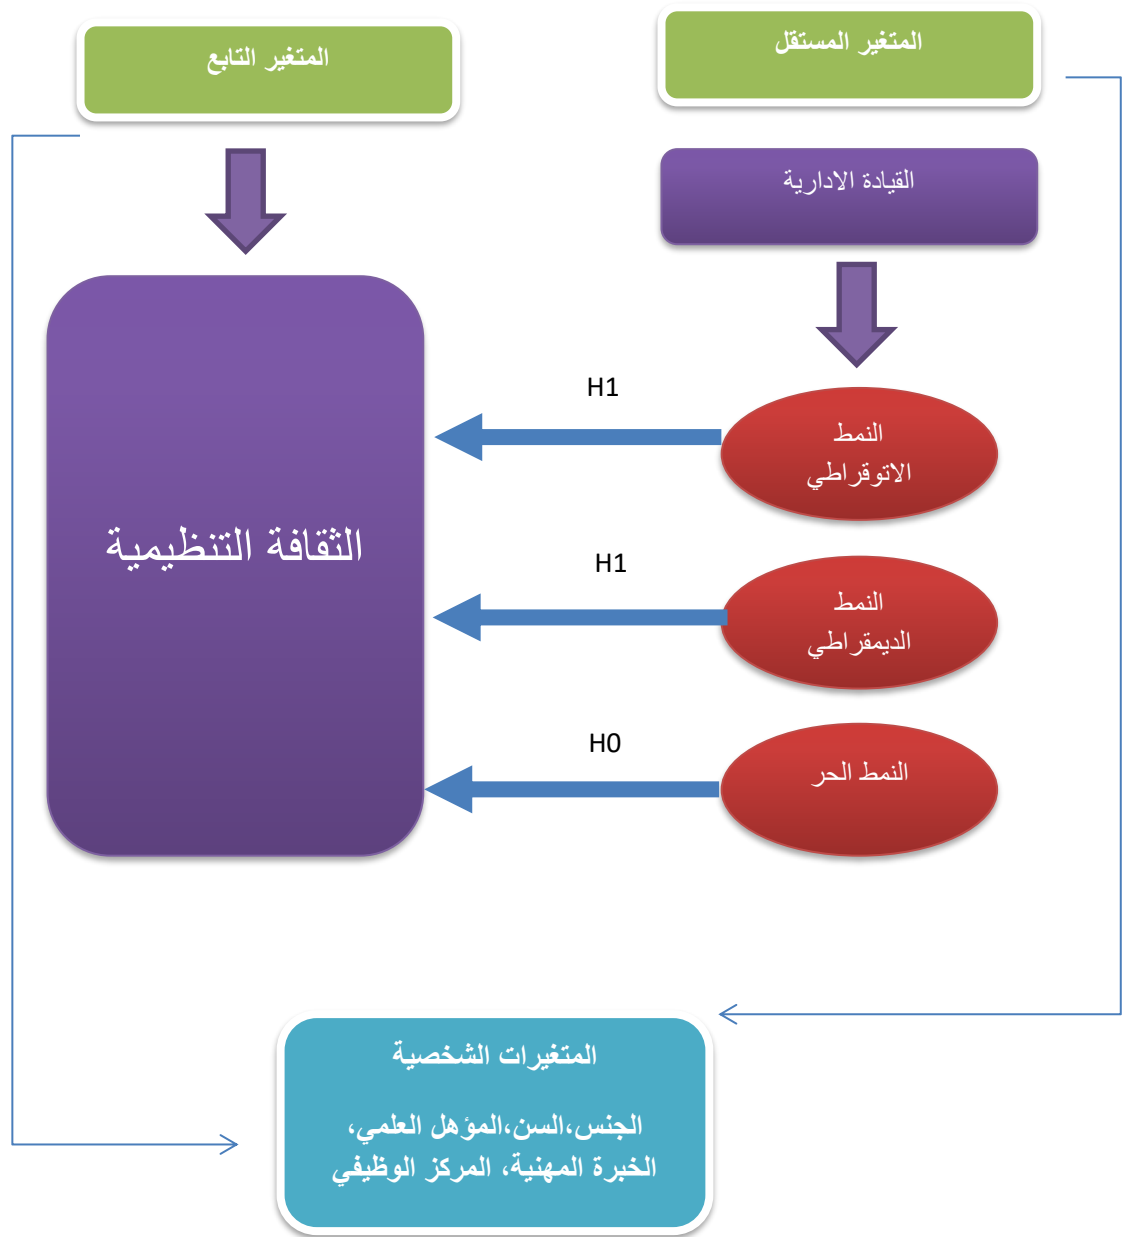 المتغير المستقل
المتغير التابع
القيادة الادارية
H1
النمط
الاتوقراطي
الثقافة التنظيمية
H1
النمط
الديمقراطي
H0
النمط الحر
المتغيرات الشخصية
الجنس،السن،المؤهل العلمي،
الخبرة المهنية، المركز الوظيفي